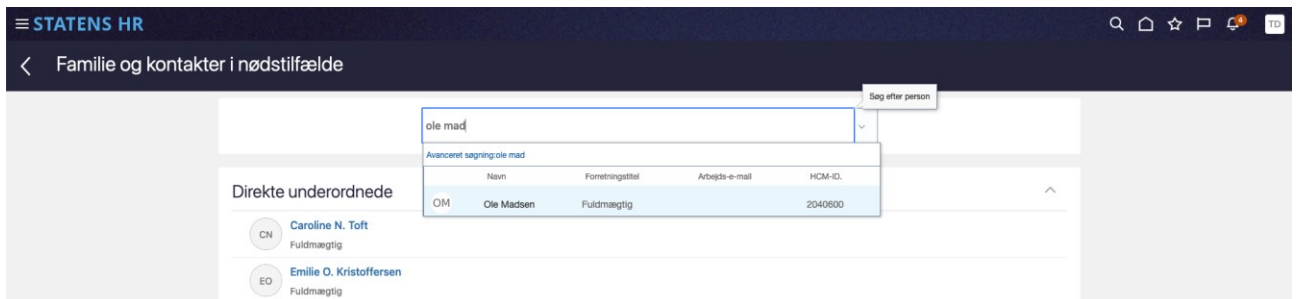 STATENS HR
4
TD
Familie og kontakter i nødstilfælde
Søg efter person
ole mad
Avanceret søgning:ole mad
Navn Forretningstitel Arbejds-e-mail HCM-ID.
OM Ole Madsen Fuldmægtig 2040600
Direkte underordnede
CN
Caroline N. Toft
Fuldmægtig
EO
Emilie O. Kristoffersen
Fuldmægtig